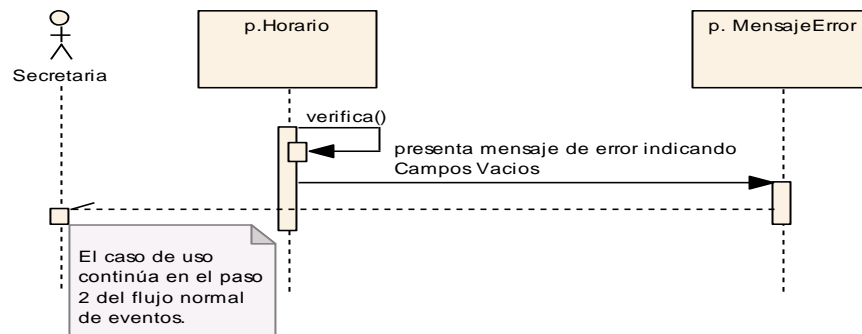 p.Horario
p. MensajeError
Secretaria
verifica()
presenta mensaje de error indicando
Campos Vacios
El caso de uso
continúa en el paso
2 del flujo normal
de eventos.